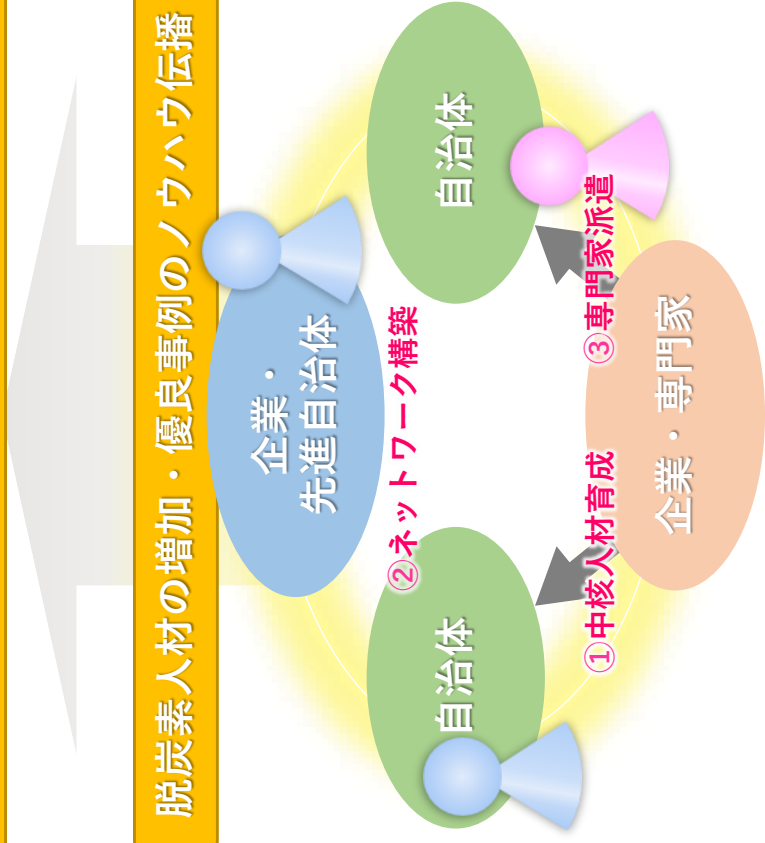 脱炭素人材の増加・優良事例のノウハウ伝播
企業・
先進自治体
②ネットワーク構築
自治体
自治体
①中核人材育成
③専門家派遣
企業・専門家